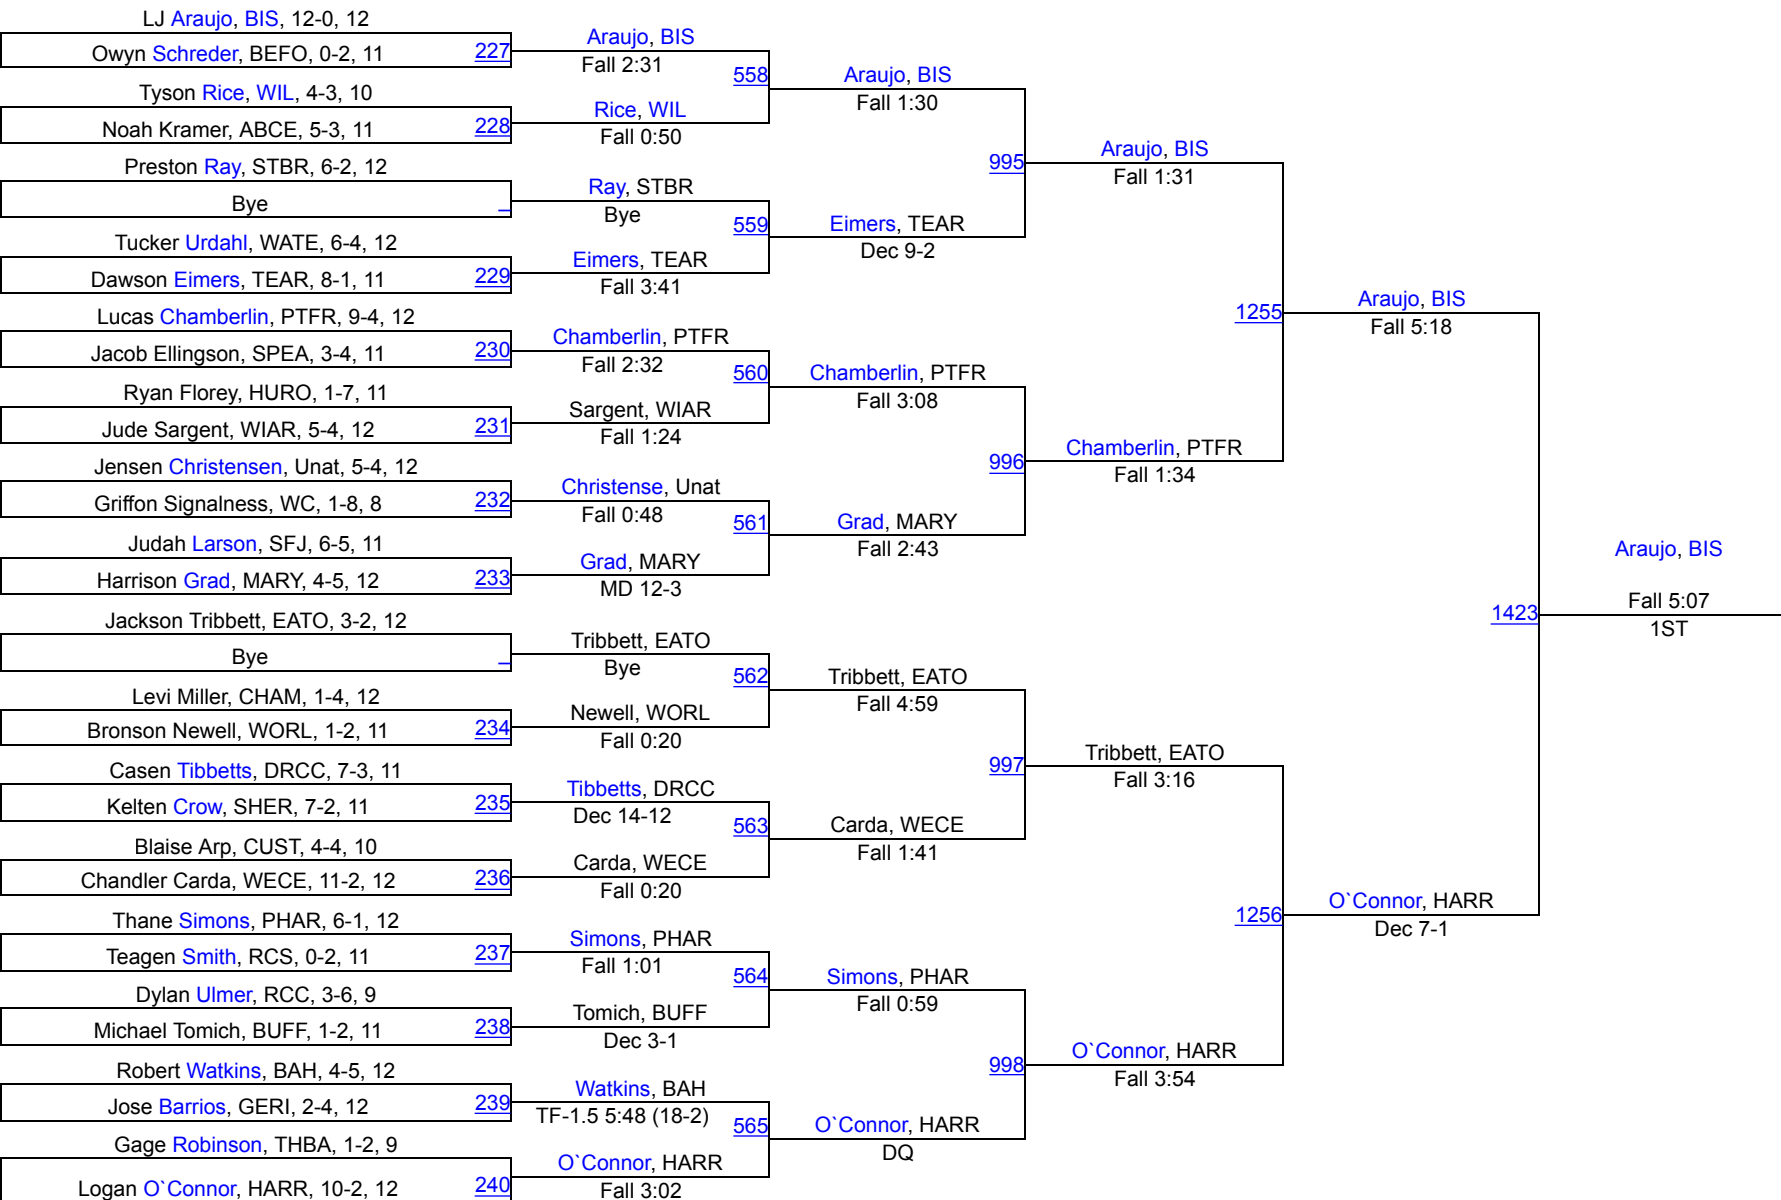 LJ Araujo, BIS, 12-0, 12
Owyn Schreder, BEFO, 0-2, 11
227
Tyson Rice, WIL, 4-3, 10
Noah Kramer, ABCE, 5-3, 11
228
Preston Ray, STBR, 6-2, 12
Bye
Tucker Urdahl, WATE, 6-4, 12
Dawson Eimers, TEAR, 8-1, 11
229
Lucas Chamberlin, PTFR, 9-4, 12
Jacob Ellingson, SPEA, 3-4, 11
230
Ryan Florey, HURO, 1-7, 11
Jude Sargent, WIAR, 5-4, 12
231
Jensen Christensen, Unat, 5-4, 12
Griffon Signalness, WC, 1-8, 8
232
Judah Larson, SFJ, 6-5, 11
Harrison Grad, MARY, 4-5, 12
233
Jackson Tribbett, EATO, 3-2, 12
Bye
Levi Miller, CHAM, 1-4, 12
Bronson Newell, WORL, 1-2, 11
234
Casen Tibbetts, DRCC, 7-3, 11
Kelten Crow, SHER, 7-2, 11
235
Blaise Arp, CUST, 4-4, 10
Chandler Carda, WECE, 11-2, 12
236
Thane Simons, PHAR, 6-1, 12
Teagen Smith, RCS, 0-2, 11
237
Dylan Ulmer, RCC, 3-6, 9
Michael Tomich, BUFF, 1-2, 11
238
Robert Watkins, BAH, 4-5, 12
Jose Barrios, GERI, 2-4, 12
239
Gage Robinson, THBA, 1-2, 9
Logan O`Connor, HARR, 10-2, 12
240
Araujo, BIS
Fall 2:31
558
Rice, WIL
Fall 0:50
Ray, STBR
Bye
559
Eimers, TEAR
Fall 3:41
Chamberlin, PTFR
Fall 2:32
560
Sargent, WIAR
Fall 1:24
Christense, Unat
Fall 0:48
561
Grad, MARY
MD 12-3
Tribbett, EATO
Bye
562
Newell, WORL
Fall 0:20
Tibbetts, DRCC
Dec 14-12
563
Carda, WECE
Fall 0:20
Simons, PHAR
Fall 1:01
564
Tomich, BUFF
Dec 3-1
Watkins, BAH
TF-1.5 5:48 (18-2)
565
O`Connor, HARR
Fall 3:02
Araujo, BIS
Fall 1:30
995
Eimers, TEAR
Dec 9-2
Chamberlin, PTFR
Fall 3:08
996
Grad, MARY
Fall 2:43
Tribbett, EATO
Fall 4:59
997
Carda, WECE
Fall 1:41
Simons, PHAR
Fall 0:59
998
O`Connor, HARR
DQ
Araujo, BIS
Fall 1:31
1255
Chamberlin, PTFR
Fall 1:34
Tribbett, EATO
Fall 3:16
1256
O`Connor, HARR
Fall 3:54
Araujo, BIS
Fall 5:18
1423
O`Connor, HARR
Dec 7-1
Araujo, BIS
Fall 5:07
1ST